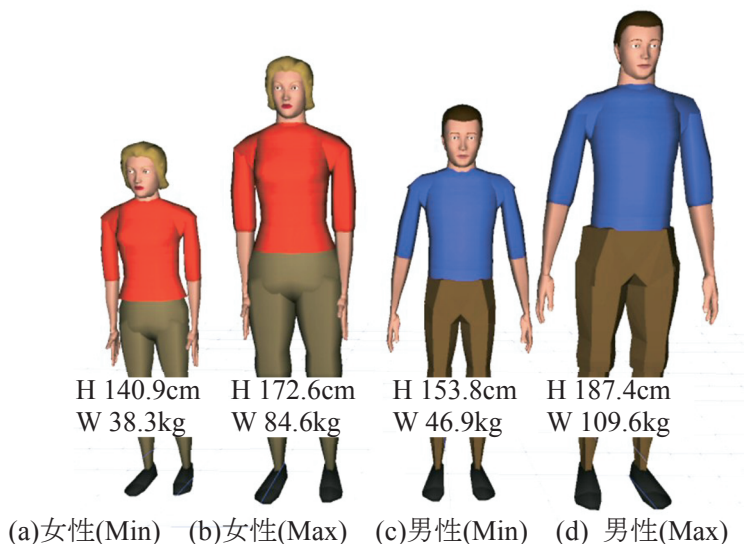 H 140.9cm
W 38.3kg
H 172.6cm
W 84.6kg
H 153.8cm
W 46.9kg
H 187.4cm
W 109.6kg
(a)女性(Min)
(b)女性(Max)
(c)男性(Min)
(d) 男性(Max)